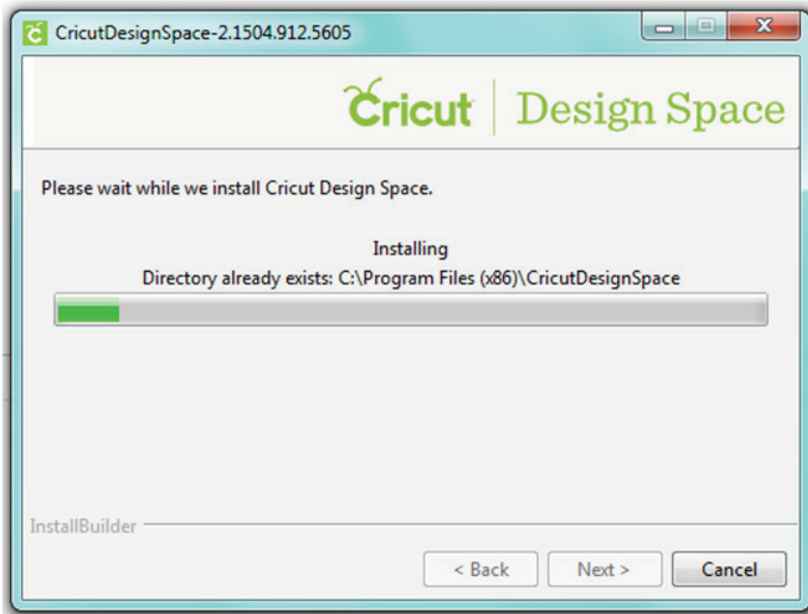 CricutDesignSpace-2.1504.912.5605
Cricut Design Space
Please wait while we install Cricut Design Space.
Installing
Directory already exists: C:\Program Files (x86)\CricutDesignSpace
InstallBuilder
< Back Next > Cancel